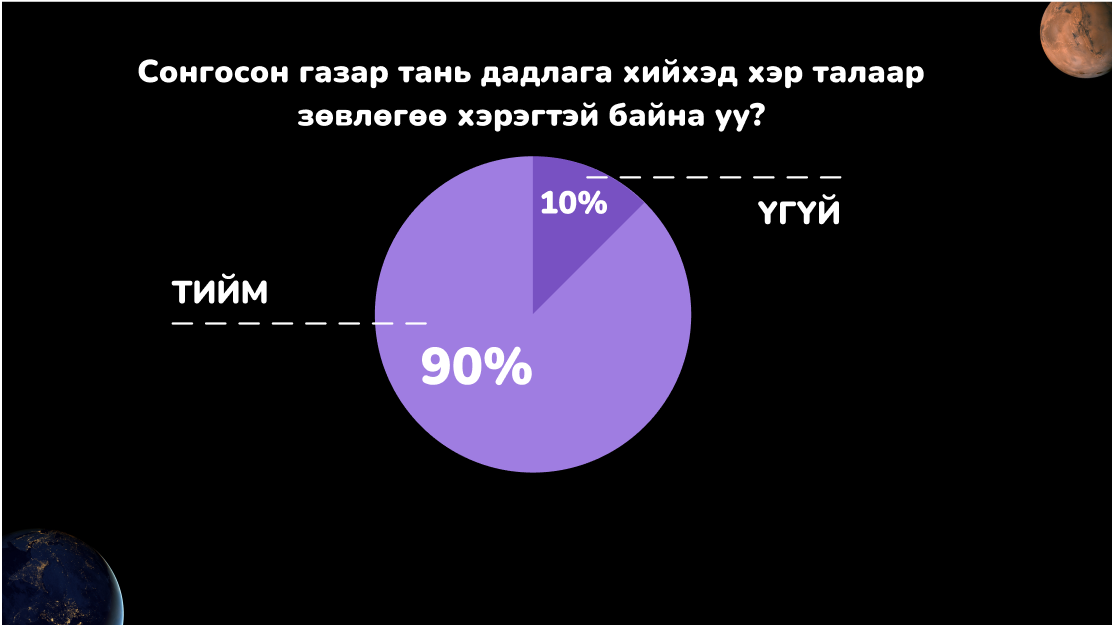 Сонгосон газар тань дадлага хийхэд хэр талаар
зөвлөгөө хэрэгтэй байна уу?
10%
ҮГҮЙ
ТИЙМ
90%